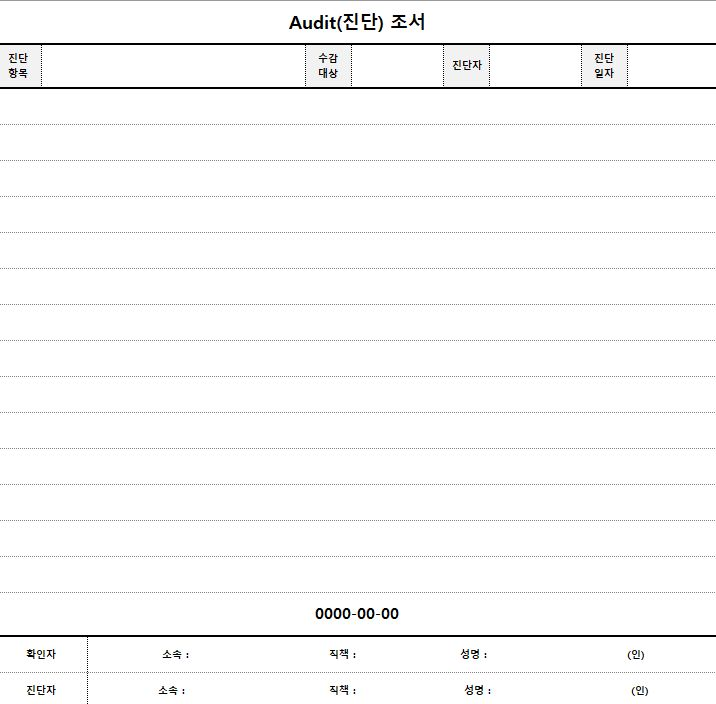 Audit(진단) 조서
진단
항목
수감
대상
진단자
진단
일자
0000-00-00
확인자 소속 : 직책 : 성명 : (인)
진단자 소속 : 직책 : 성명 : (인)